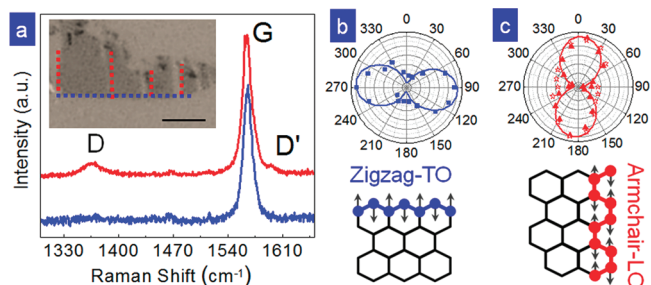 a
G
D
D'
Intensity (a.u.)
1330 1400 1470 1540 1610
Raman Shift (cm⁻¹)
b
0
330 30
300 60
270 90
240 120
210 150
180
Zigzag-TO
c
0
330 30
300 60
270 90
240 120
210 150
180
Armchair-LO